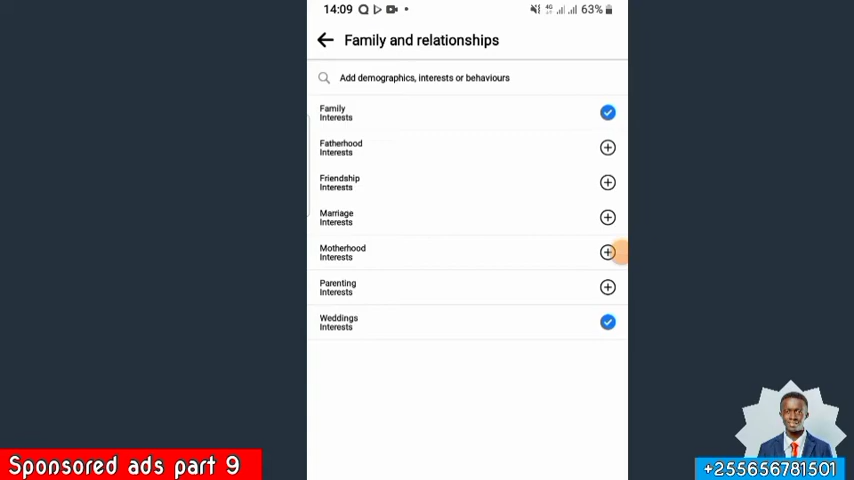 14:09
4G
63%
Family and relationships
Add demographics, interests or behaviours
Family
Interests
Fatherhood
Interests
Friendship
Interests
Marriage
Interests
Motherhood
Interests
Parenting
Interests
Weddings
Interests
Sponsored ads part 9
+255656781501